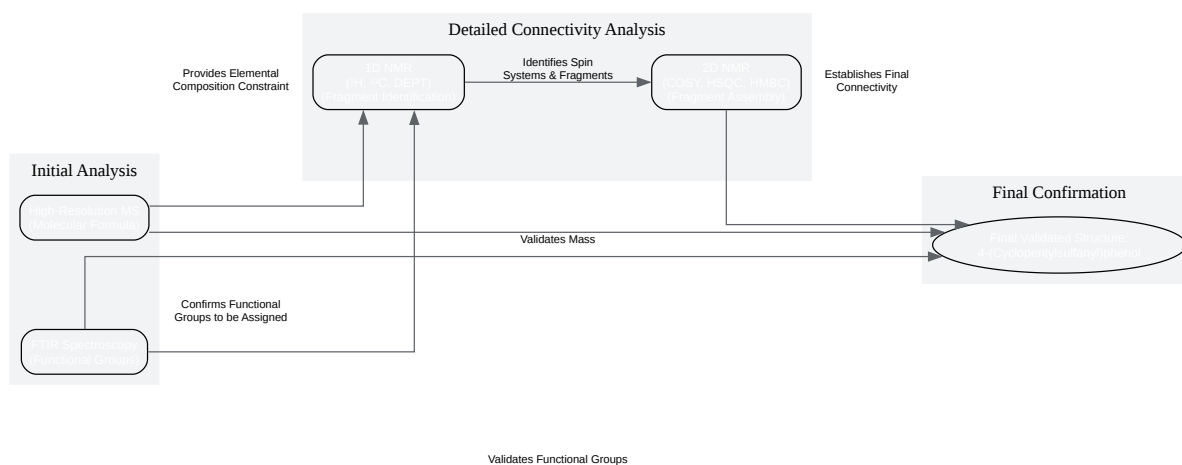 Detailed Connectivity Analysis
Provides Elemental
Composition Constraint
1D NMR
(¹H, ¹³C, DEPT)
(Fragment Identification)
Identifies Spin
Systems & Fragments
2D NMR
(COSY, HSQC, HMBC)
(Fragment Assembly)
Establishes Final
Connectivity
Initial Analysis
High-Resolution MS
(Molecular Formula)
Final Confirmation
Final Validated Structure:
4-(Cyclopentylsulfanyl)phenol
Validates Mass
Confirms Functional
Groups to be Assigned
FTIR Spectroscopy
(Functional Groups)
Validates Functional Groups